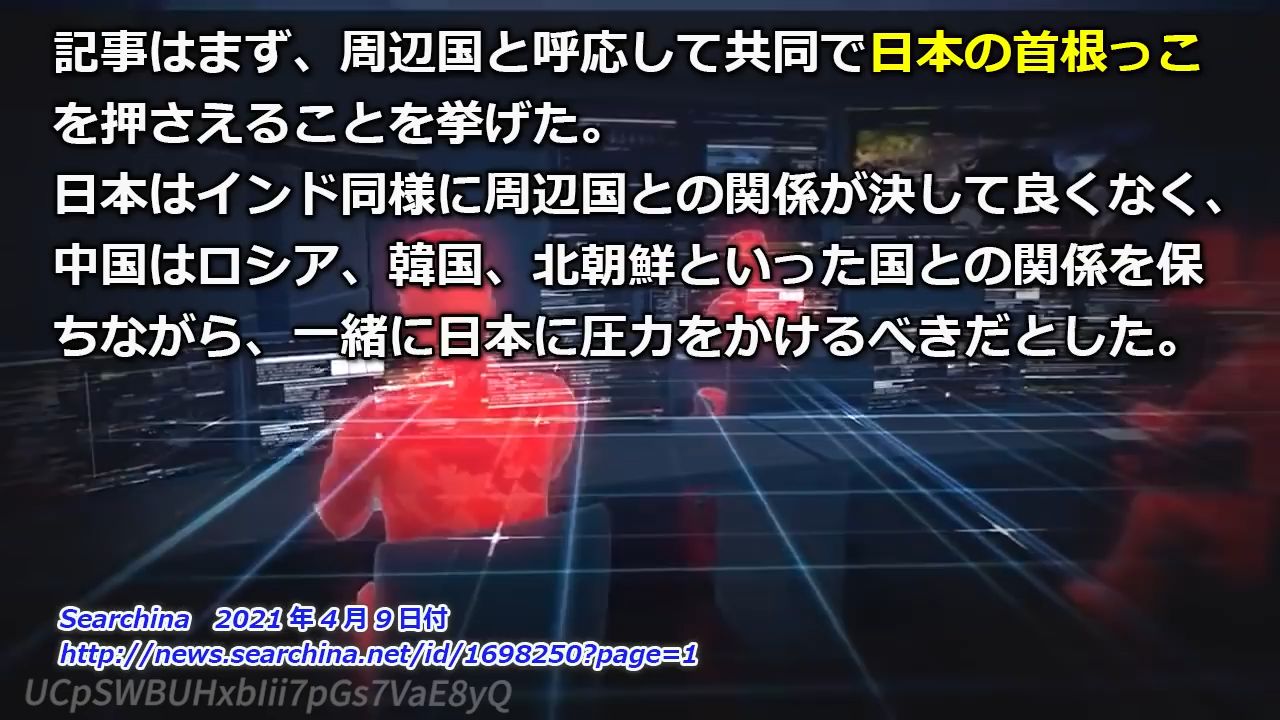 記事はまず、周辺国と呼応して共同で日本の首根っこ
を押さえることを挙げた。
日本はインド同様に周辺国との関係が決して良くなく、
中国はロシア、韓国、北朝鮮といった国との関係を保
ちながら、一緒に日本に圧力をかけるべきだとした。
Searchina 2021年4月9日付
http://news.searchina.net/id/1698250?page=1
UCpSWBUHxbIii7pGs7VaE8yQ